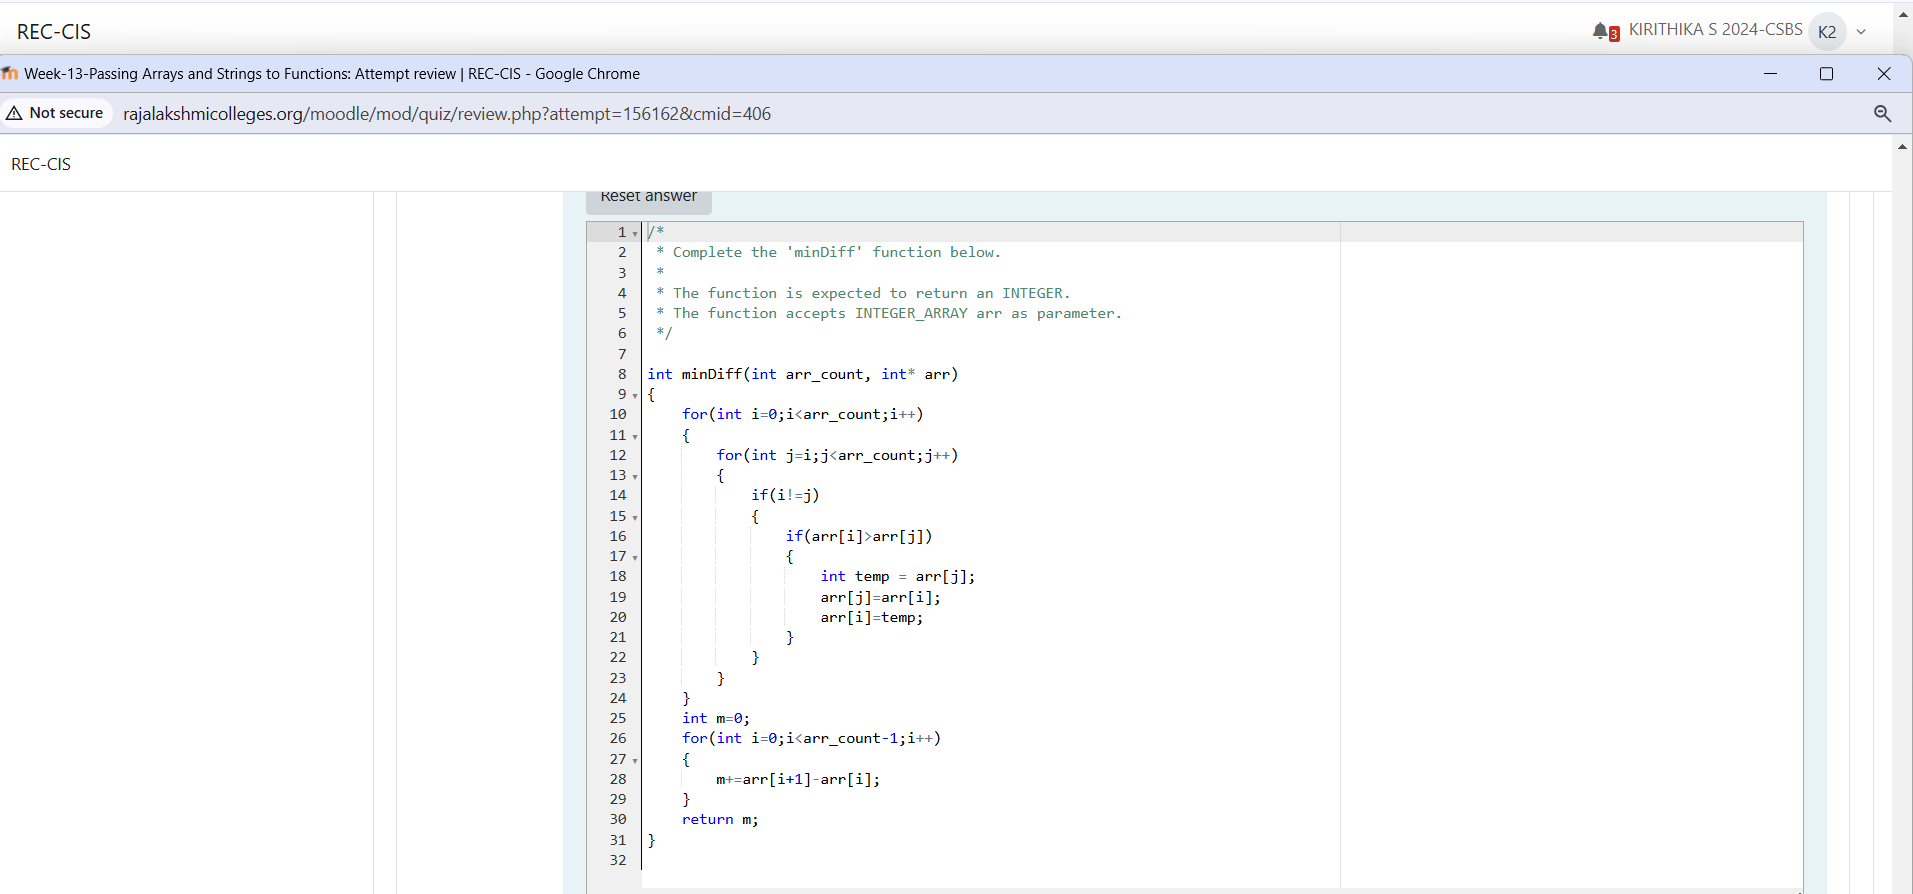 REC-CIS
3 KIRITHIKA S 2024-CSBS K2
Week-13-Passing Arrays and Strings to Functions: Attempt review | REC-CIS - Google Chrome
Not secure rajalakshmicolleges.org/moodle/mod/quiz/review.php?attempt=156162&cmid=406
REC-CIS
Reset answer
1 /*
2  * Complete the 'minDiff' function below.
3  *
4  * The function is expected to return an INTEGER.
5  * The function accepts INTEGER_ARRAY arr as parameter.
6  */
7
8 int minDiff(int arr_count, int* arr)
9 {
10     for(int i=0;i<arr_count;i++)
11     {
12         for(int j=i;j<arr_count;j++)
13         {
14             if(i!=j)
15             {
16                 if(arr[i]>arr[j])
17                 {
18                     int temp = arr[j];
19                     arr[j]=arr[i];
20                     arr[i]=temp;
21                 }
22             }
23         }
24     }
25     int m=0;
26     for(int i=0;i<arr_count-1;i++)
27     {
28         m+=arr[i+1]-arr[i];
29     }
30     return m;
31 }
32